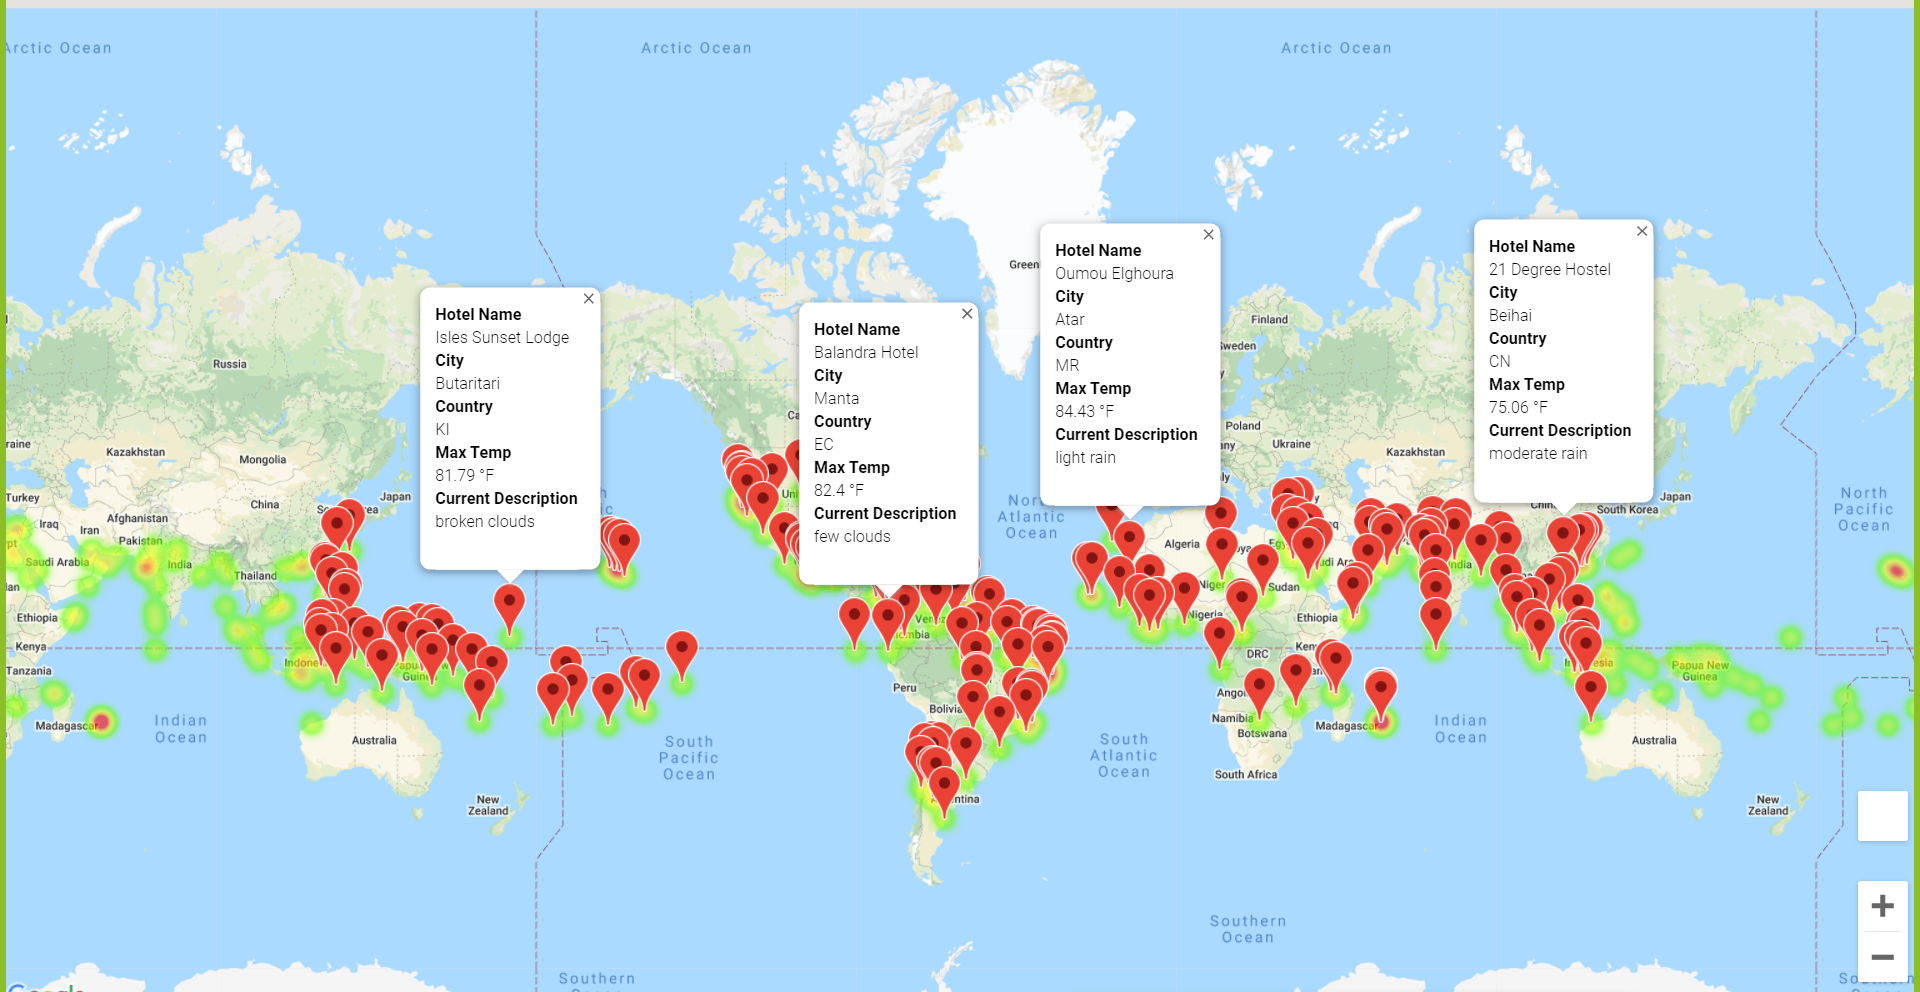 Arctic Ocean
Arctic Ocean
Arctic Ocean
Finland
Sweden
Russia
Poland
Ukraine
Kazakhstan
Mongolia
Kazakhstan
Turkey
China
Japan
Japan
South Korea
Iraq
Iran
Afghanistan
Pakistan
Saudi Arabia
India
Thailand
Ethiopia
Kenya
Tanzania
Madagascar
Indian
Ocean
Australia
New
Zealand
Hotel Name
Isles Sunset Lodge
City
Butaritari
Country
KI
Max Temp
81.79 °F
Current Description
broken clouds
Hotel Name
Balandra Hotel
City
Manta
Country
EC
Max Temp
82.4 °F
Current Description
few clouds
Hotel Name
Oumou Elghoura
City
Atar
Country
MR
Max Temp
84.43 °F
Current Description
light rain
Hotel Name
21 Degree Hostel
City
Beihai
Country
CN
Max Temp
75.06 °F
Current Description
moderate rain
North
Atlantic
Ocean
North
Pacific
Ocean
Algeria
Sudan
Nigeria
Ethiopia
DRC
Namibia
Botswana
Madagascar
South Africa
Peru
Bolivia
South
Pacific
Ocean
South
Atlantic
Ocean
Indian
Ocean
Papua New
Guinea
Australia
New
Zealand
Southern
Ocean
Southern
Google